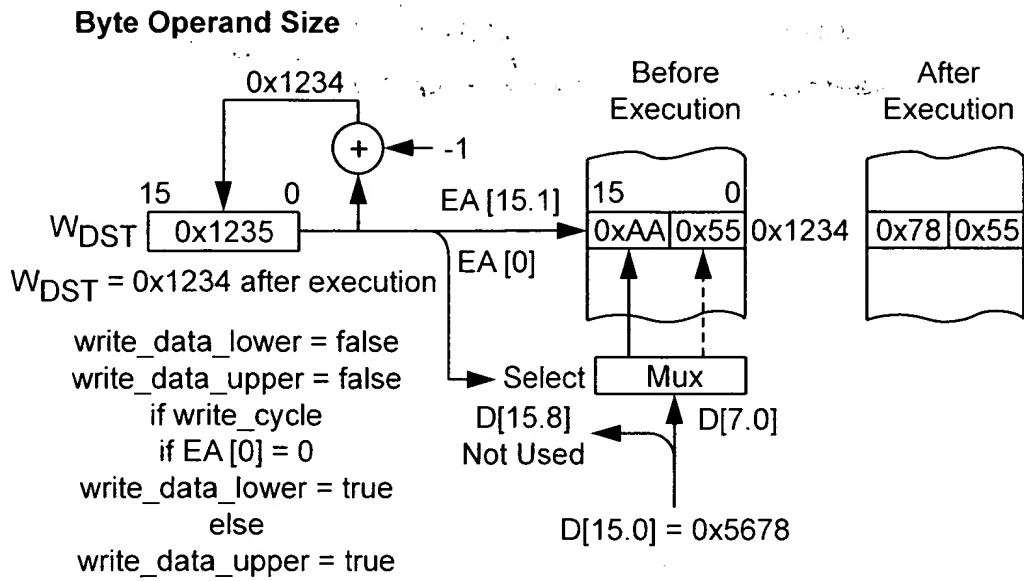 Byte Operand Size
0x1234
+
-1
Before
Execution
After
Execution
15 0
EA [15.1]
15 0
WDST 0x1235
0xAA 0x55 0x1234
0x78 0x55
EA [0]
WDST = 0x1234 after execution
write_data_lower = false
write_data_upper = false
if write_cycle
if EA [0] = 0
write_data_lower = true
else
write_data_upper = true
Select Mux
D[15.8]
Not Used
D[7.0]
D[15.0] = 0x5678